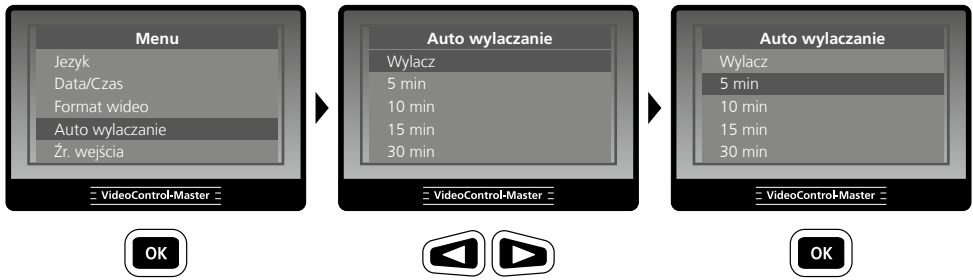 Menu
Jezyk
Data/Czas
Format wideo
Auto wylaczanie
Źr. wejścia
VideoControl-Master
OK
Auto wylaczanie
Wylacz
5 min
10 min
15 min
30 min
VideoControl-Master
Auto wylaczanie
Wylacz
5 min
10 min
15 min
30 min
VideoControl-Master
OK